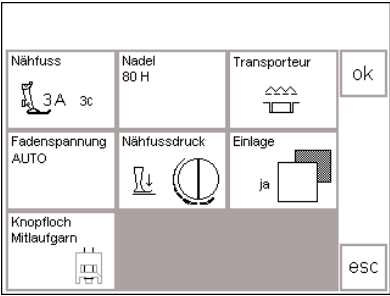 Nähfuss
3A 3c
Nadel
80 H
Transporteur
ok
Fadenspannung
AUTO
Nähfussdruck
Einlage
ja
Knopfloch
Mitlaufgarn
esc